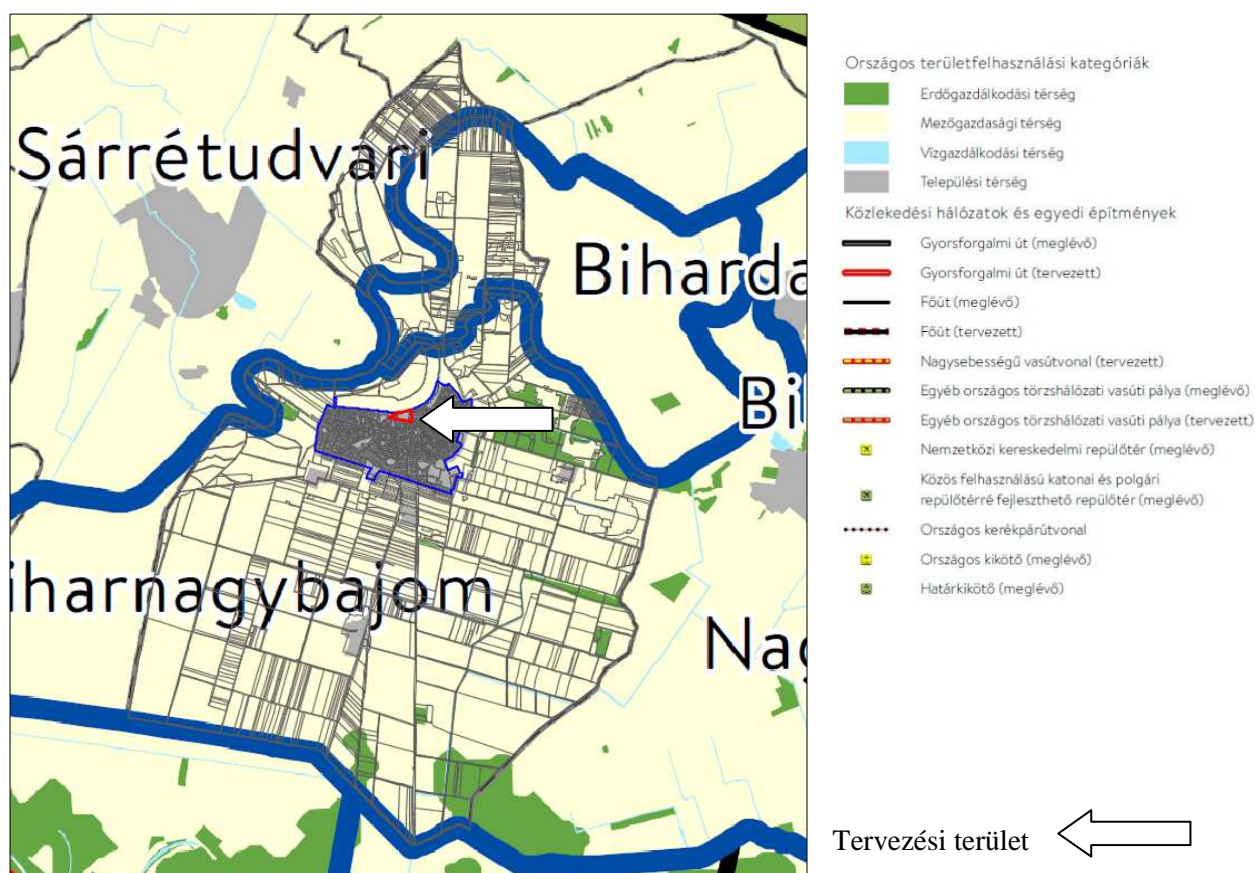 Sárrétudvari
Biharda
Bi
iharnagybajom
Nag
Országos területfelhasználási kategóriák
Erdőgazdálkodási térség
Mezőgazdasági térség
Vízgazdálkodási térség
Települési térség
Közlekedési hálózatok és egyedi építmények
Gyorsforgalmi út (meglévő)
Gyorsforgalmi út (tervezett)
Főút (meglévő)
Főút (tervezett)
Nagysebességű vasútvonal (tervezett)
Egyéb országos törzshálózati vasúti pálya (meglévő)
Egyéb országos törzshálózati vasúti pálya (tervezett)
Nemzetközi kereskedelmi repülőtér (meglévő)
Közös felhasználású katonai és polgári
repülőtérré fejleszthető repülőtér (meglévő)
Országos kerékpárútvonal
Országos kikötő (meglévő)
Határkikötő (meglévő)
Tervezési terület